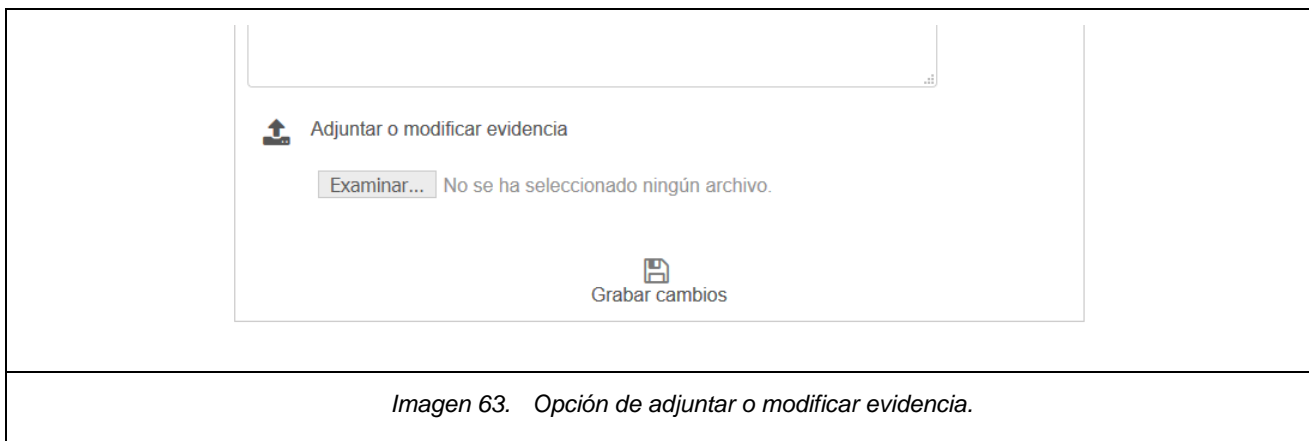 Adjuntar o modificar evidencia
Examinar... No se ha seleccionado ningún archivo.
Grabar cambios
Imagen 63. Opción de adjuntar o modificar evidencia.